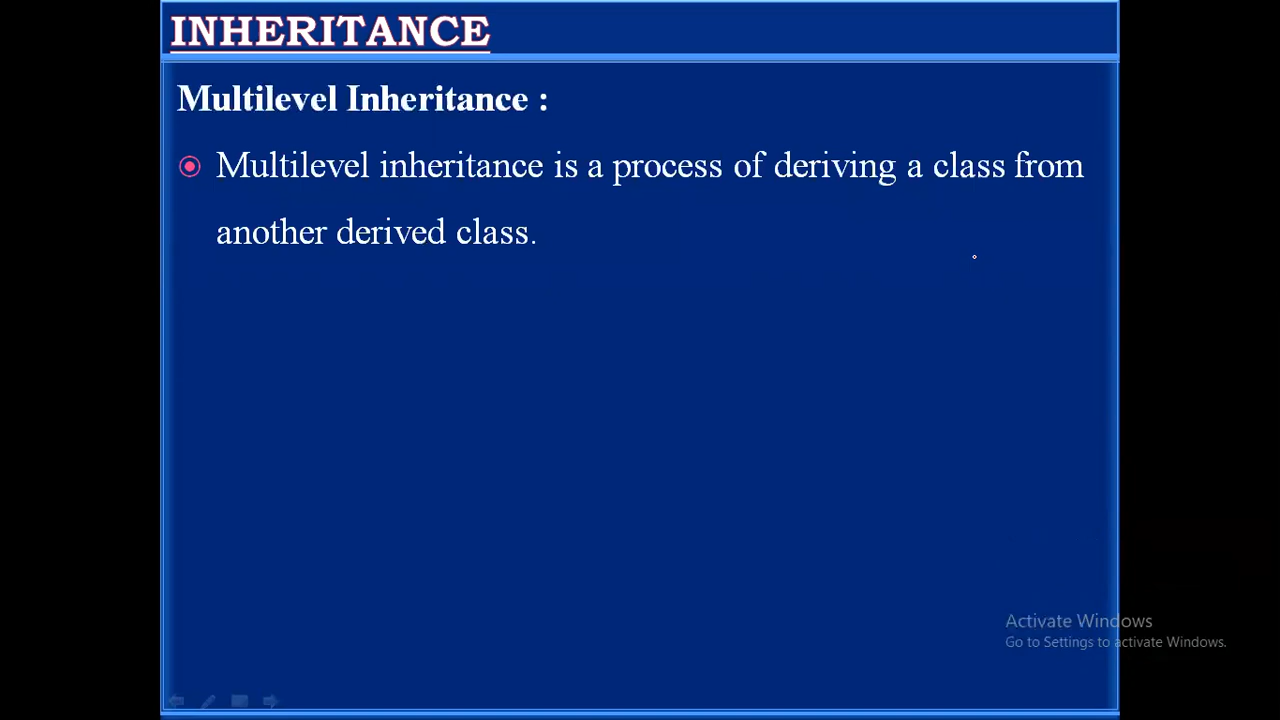 INHERITANCE
Multilevel Inheritance :
Multilevel inheritance is a process of deriving a class from
another derived class.
Activate Windows
Go to Settings to activate Windows.